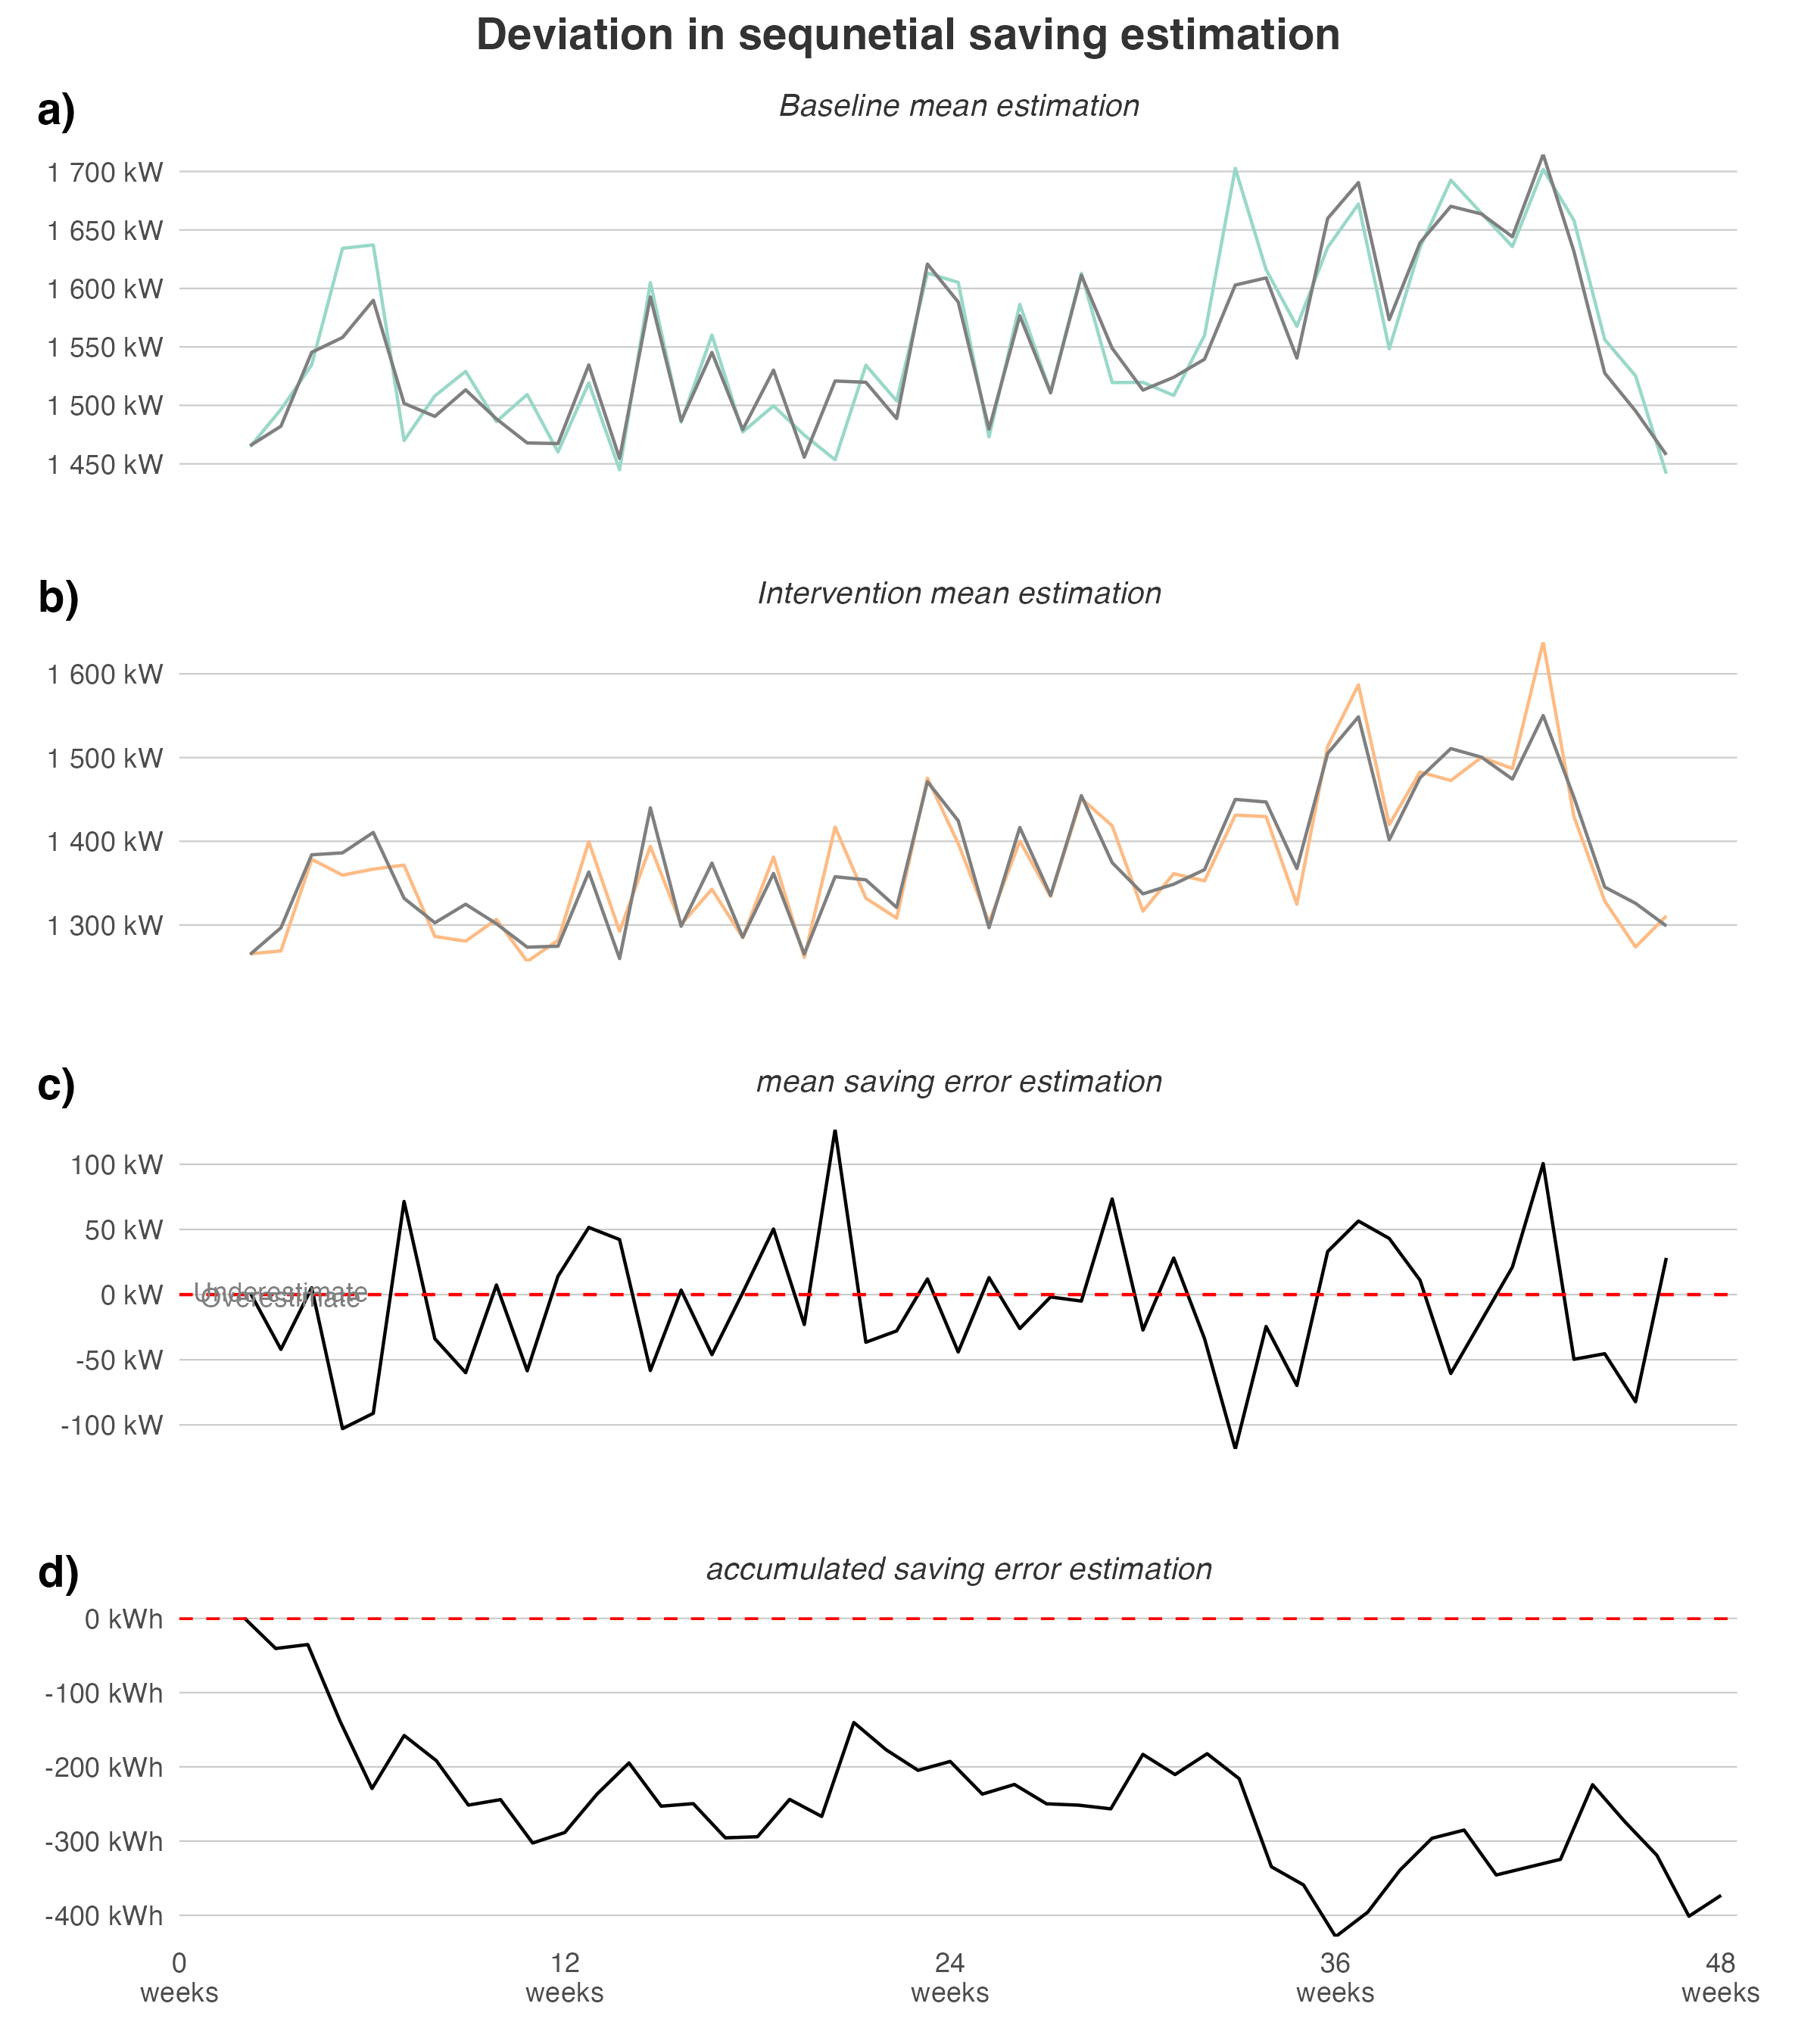 Deviation in sequnetial saving estimation
a)
Baseline mean estimation
1 700 kW
1 650 kW
1 600 kW
1 550 kW
1 500 kW
1 450 kW
b)
Intervention mean estimation
1 600 kW
1 500 kW
1 400 kW
1 300 kW
c)
mean saving error estimation
100 kW
50 kW
0 kW
-50 kW
-100 kW
Underestimate
Overestimate
d)
accumulated saving error estimation
0 kWh
-100 kWh
-200 kWh
-300 kWh
-400 kWh
0 12 24 36 48
weeks weeks weeks weeks weeks